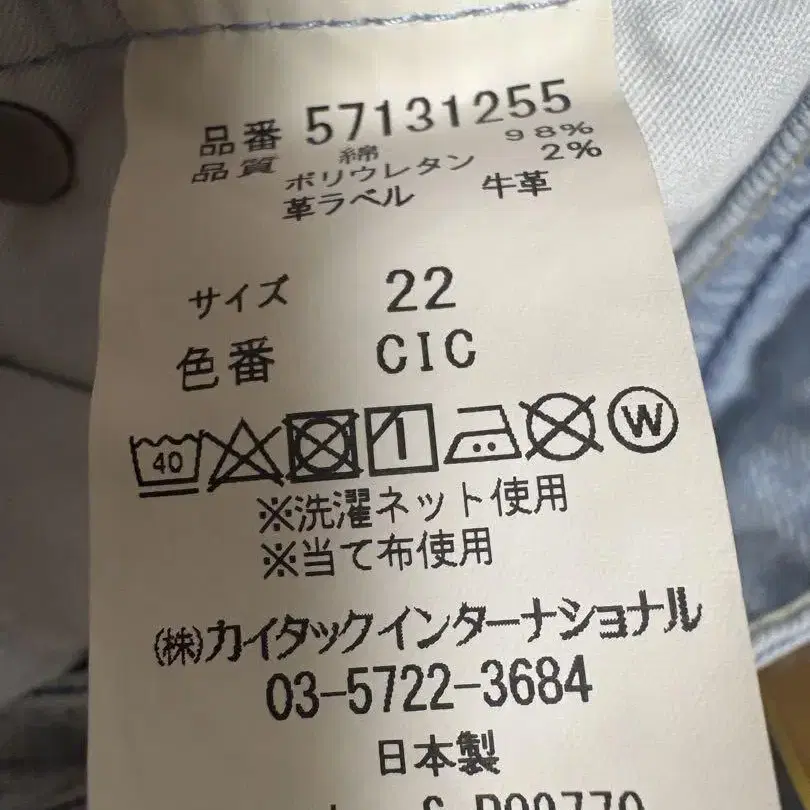 品番 57131255
品質 綿 98%
ポリウレタン 2%
革ラベル 牛革
サイズ 22
色番 CIC
40 W
※洗濯ネット使用
※当て布使用
(株)カイタックインターナショナル
03-5722-3684
日本製